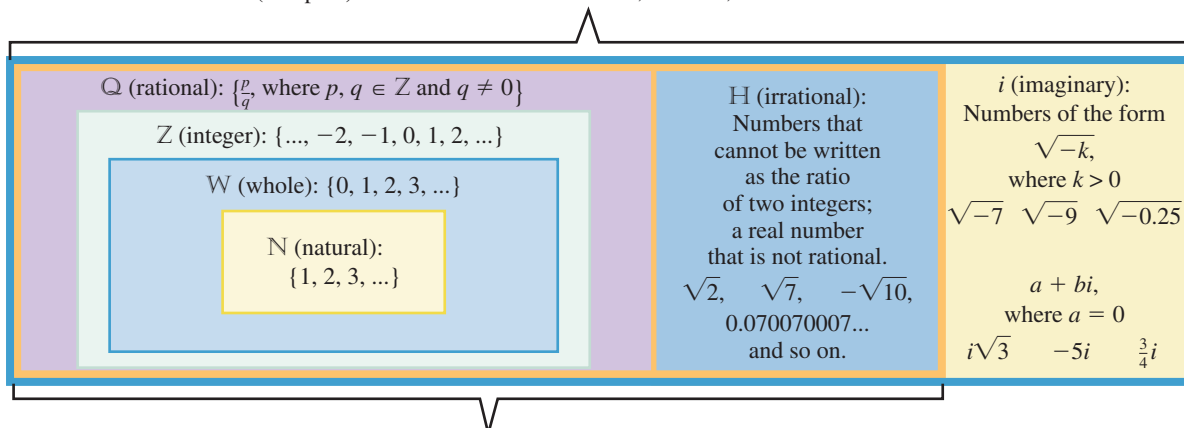 ℚ (rational): {p/q, where p, q ∈ ℤ and q ≠ 0}
ℤ (integer): {..., −2, −1, 0, 1, 2, ...}
𝕎 (whole): {0, 1, 2, 3, ...}
ℕ (natural):
{1, 2, 3, ...}
ℍ (irrational):
Numbers that
cannot be written
as the ratio
of two integers;
a real number
that is not rational.
√2, √7, −√10,
0.070070007...
and so on.
i (imaginary):
Numbers of the form
√−k,
where k > 0
√−7 √−9 √−0.25
a + bi,
where a = 0
i√3 −5i 3/4 i